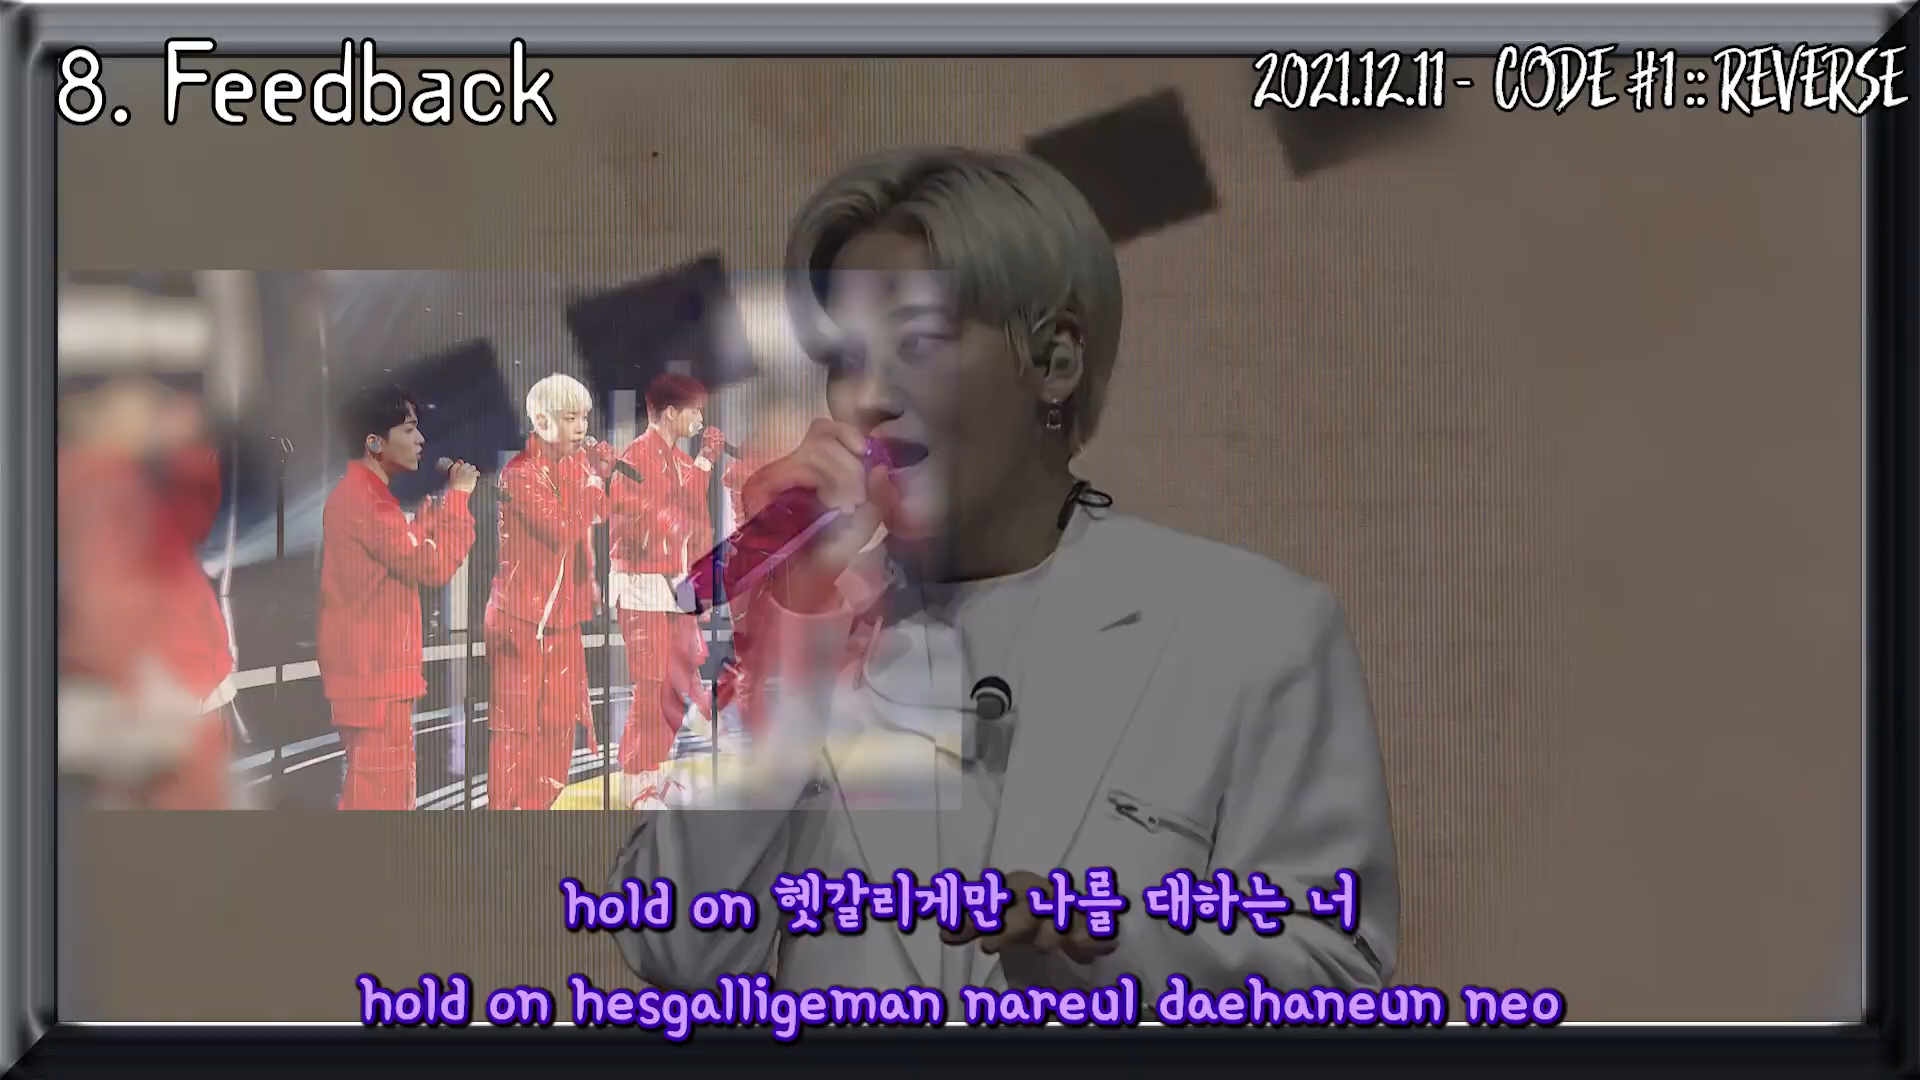 8. Feedback
2021.12.11 - CODE #1 :: REVERSE
hold on 헷갈리게만 나를 대하는 너
hold on hesgalligeman nareul daehaneun neo